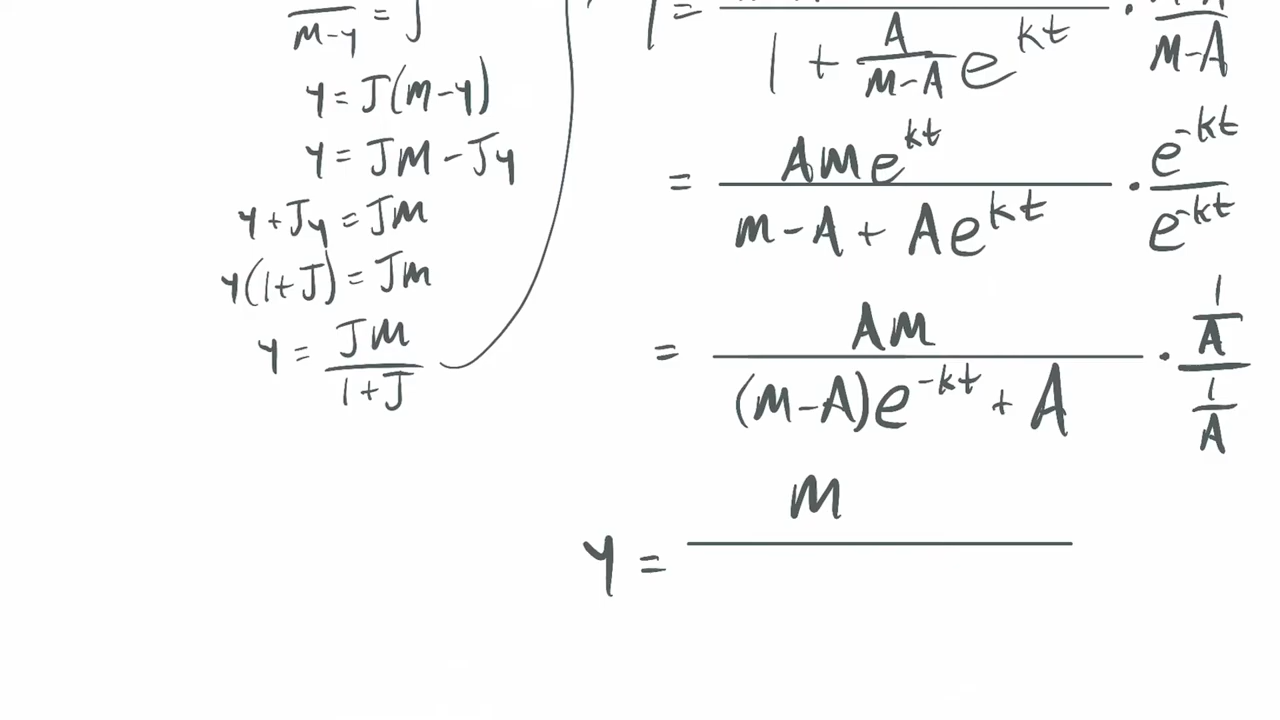 /(m-y) = J
y = J(m-y)
y = Jm - Jy
y + Jy = Jm
y(1+J) = Jm
y = Jm/(1+J)
= /(1 + A/(m-A) e^{kt}) · /(m-A)
= Ame^{kt}/(m - A + Ae^{kt}) · e^{-kt}/e^{-kt}
= Am/((m-A)e^{-kt} + A) · (1/A)/(1/A)
y = m/